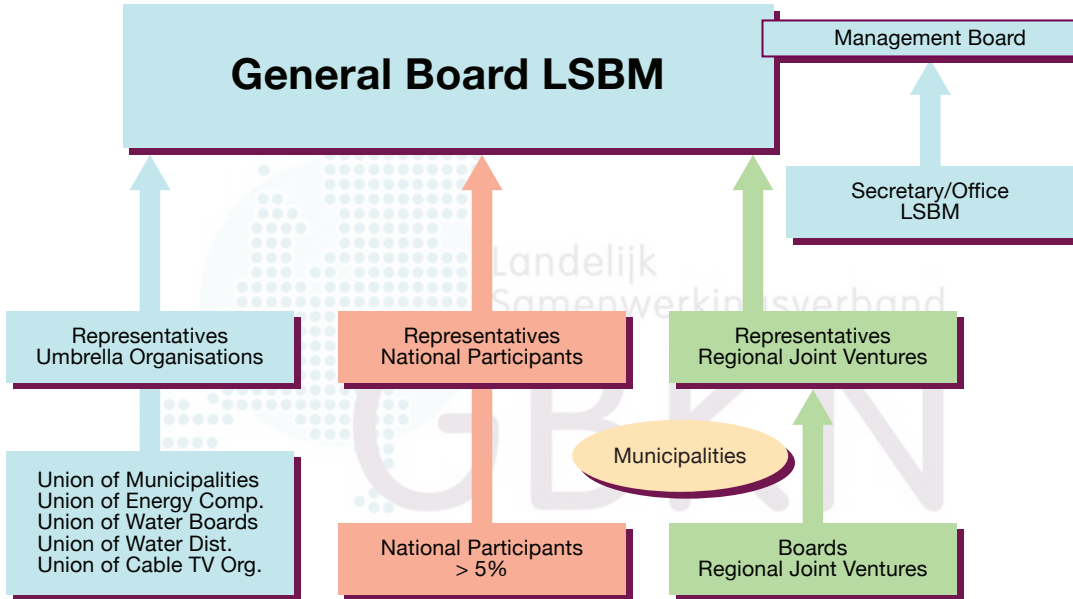 General Board LSBM
Management Board
Secretary/Office
LSBM
Landelijk
Samenwerkingsverband
GBKN
Representatives
Umbrella Organisations
Representatives
National Participants
Representatives
Regional Joint Ventures
Municipalities
Union of Municipalities
Union of Energy Comp.
Union of Water Boards
Union of Water Dist.
Union of Cable TV Org.
National Participants
> 5%
Boards
Regional Joint Ventures